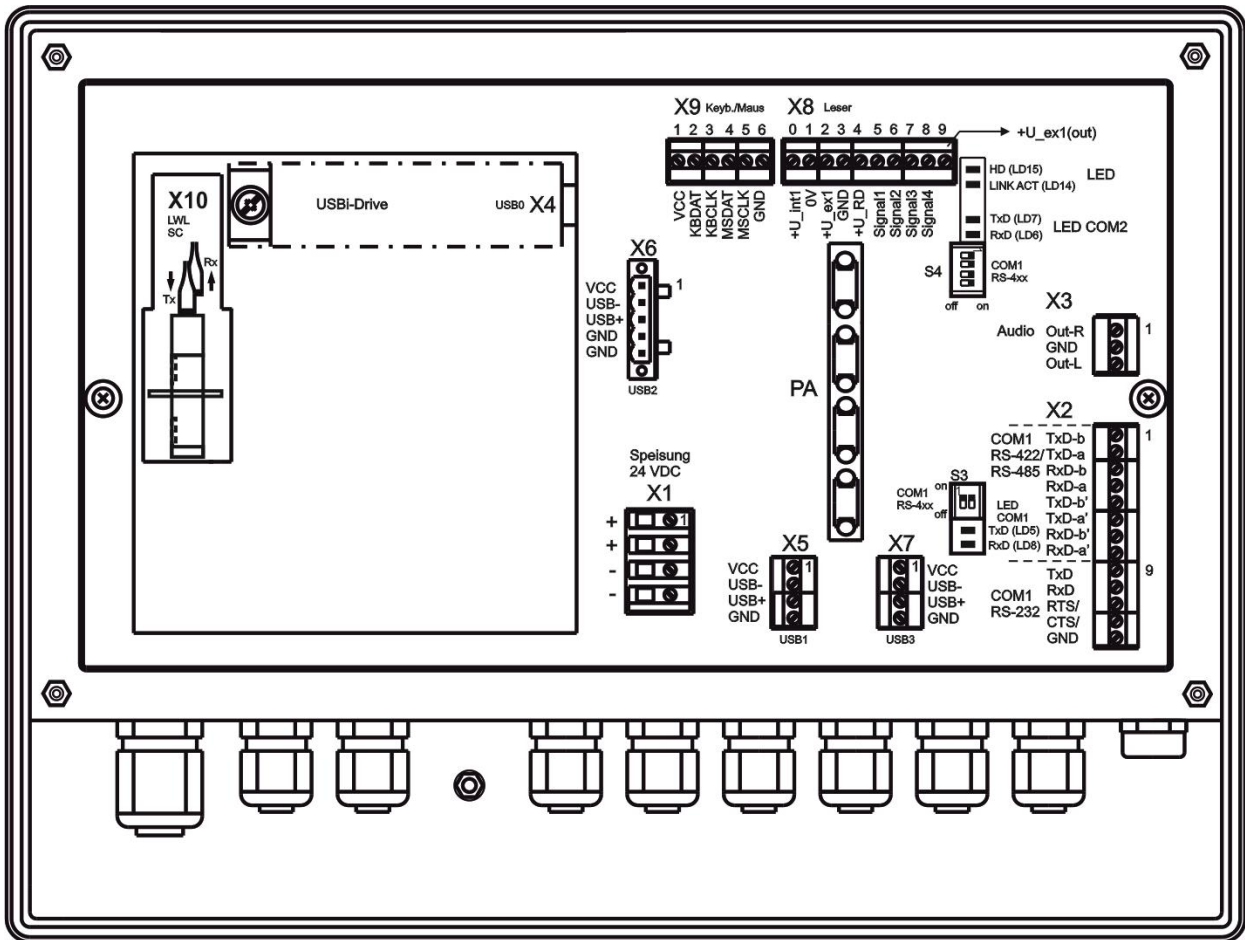 X9 Keyb./Maus
1 2 3 4 5 6
VCC
KBDAT
KBCLK
MSDAT
MSCLK
GND
X8 Leser
0 1 2 3 4 5 6 7 8 9
+U_ex1(out)
+U_int1
0V
+U_ex1
GND
+U_RD
Signal1
Signal2
Signal3
Signal4
HD (LD15)
LINK ACT (LD14)
LED
TxD (LD7)
RxD (LD6)
LED COM2
S4
1
COM1
RS-4xx
off on
X10
LWL
SC
Rx
Tx
USBi-Drive
USB0 X4
X6
VCC 1
USB-
USB+
GND
GND
USB2
X3
Audio Out-R 1
GND
Out-L
PA
X2
COM1 TxD-b 1
RS-422/ TxD-a
RS-485 RxD-b
RxD-a
TxD-b'
TxD-a'
RxD-b'
RxD-a'
TxD 9
RxD
COM1 RTS/
RS-232 CTS/
GND
S3
on 1
COM1
RS-4xx
off
LED
COM1
TxD (LD5)
RxD (LD8)
Speisung
24 VDC
X1
+ 1
+
-
-
X5
VCC 1
USB-
USB+
GND
USB1
X7
1 VCC
USB-
USB+
GND
USB3